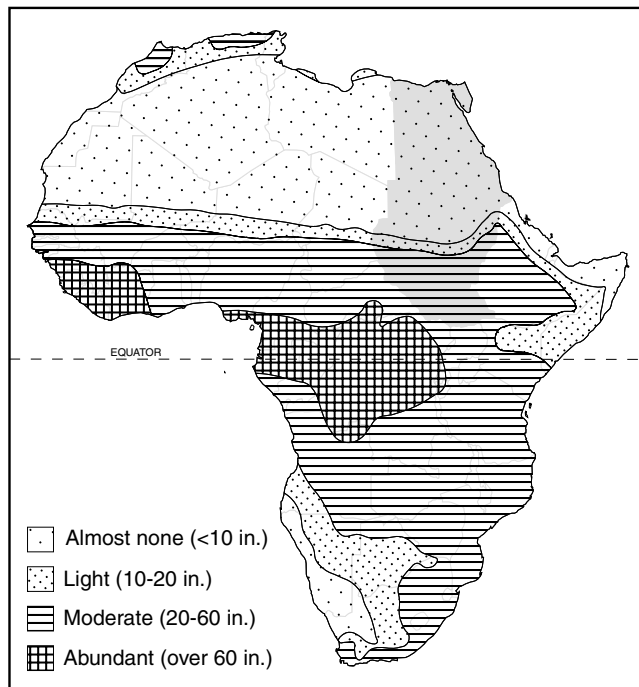 EQUATOR
Almost none (<10 in.)
Light (10-20 in.)
Moderate (20-60 in.)
Abundant (over 60 in.)